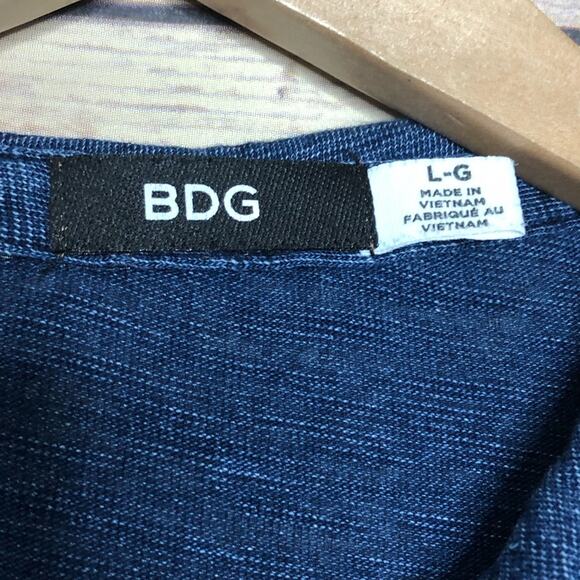 BDG
L-G
MADE IN
VIETNAM
FABRIQUÉ AU
VIETNAM